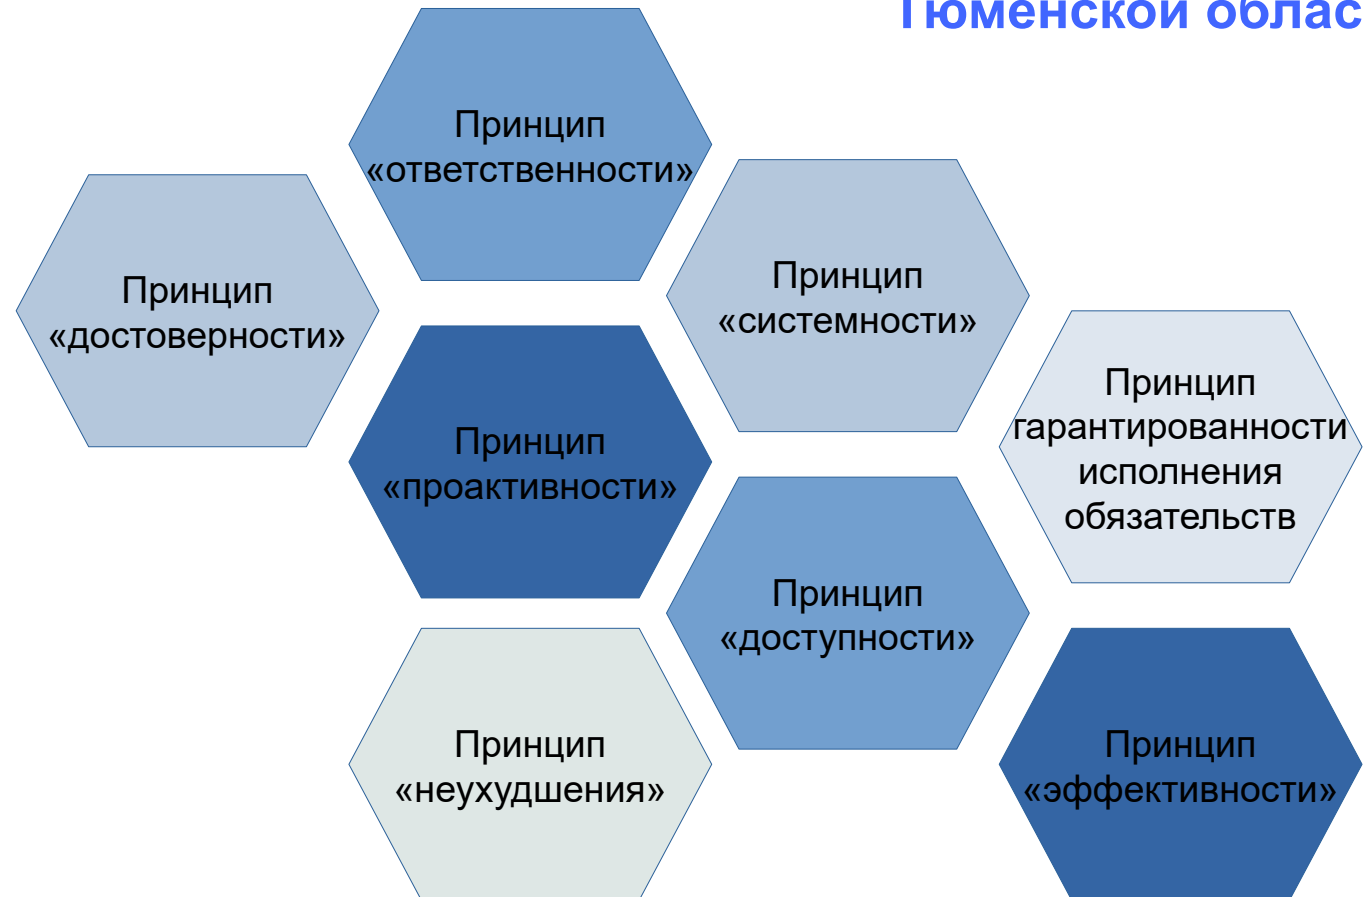 Тюменской облас
Принцип
«ответственности»
Принцип
«достоверности»
Принцип
«системности»
Принцип
гарантированности
исполнения
обязательств
Принцип
«проактивности»
Принцип
«доступности»
Принцип
«неухудшения»
Принцип
«эффективности»